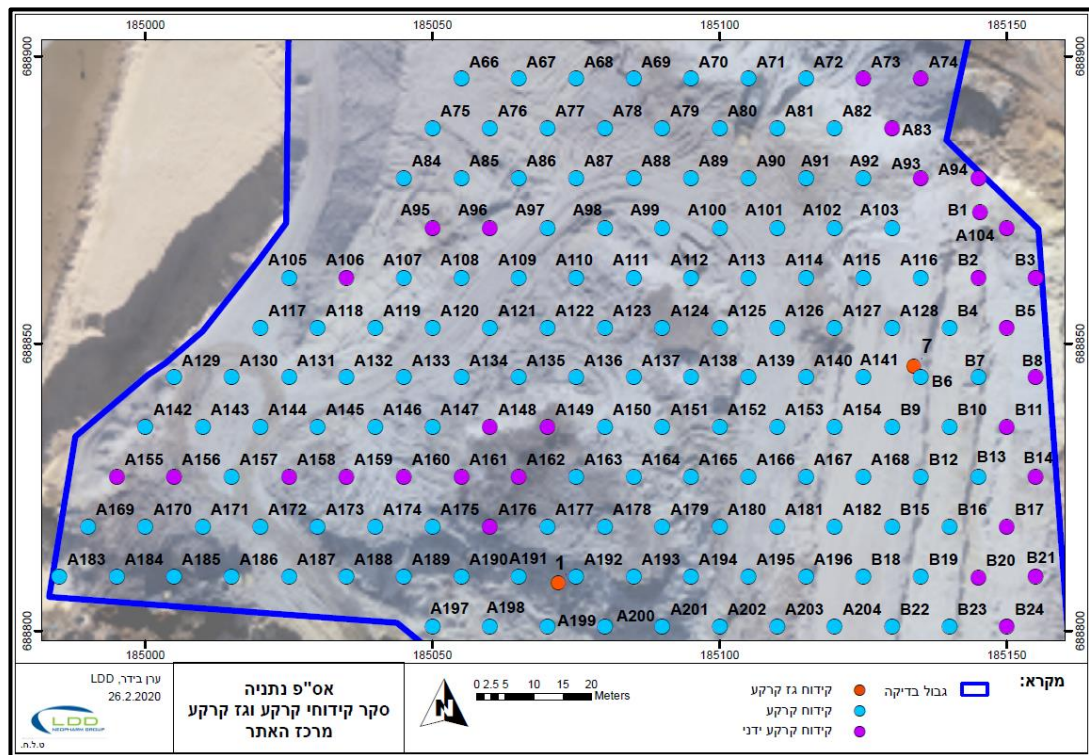 185000 185050 185100 185150
688900 688900
A66 A67 A68 A69 A70 A71 A72 A73 A74
A75 A76 A77 A78 A79 A80 A81 A82 A83
A84 A85 A86 A87 A88 A89 A90 A91 A92 A93 A94
A95 A96 A97 A98 A99 A100 A101 A102 A103 B1
A104
A105 A106 A107 A108 A109 A110 A111 A112 A113 A114 A115 A116 B2 B3
A117 A118 A119 A120 A121 A122 A123 A124 A125 A126 A127 A128 B4 B5
688850 688850
7
A129 A130 A131 A132 A133 A134 A135 A136 A137 A138 A139 A140 A141 B6 B7 B8
A142 A143 A144 A145 A146 A147 A148 A149 A150 A151 A152 A153 A154 B9 B10 B11
A155 A156 A157 A158 A159 A160 A161 A162 A163 A164 A165 A166 A167 A168 B12 B13 B14
A169 A170 A171 A172 A173 A174 A175 A176 A177 A178 A179 A180 A181 A182 B15 B16 B17
A183 A184 A185 A186 A187 A188 A189 A190 A191 1 A192 A193 A194 A195 A196 B18 B19 B20 B21
A197 A198 A199 A200 A201 A202 A203 A204 B22 B23 B24
688800 688800
185000 185050 185100 185150
מקרא:
גבול בדיקה
קידוח גז קרקע
קידוח קרקע
קידוח קרקע ידני
0 2.5 5 10 15 20
Meters
N
אס"פ נתניה
סקר קידוחי קרקע וגז קרקע
מרכז האתר
ערן בידר, LDD
26.2.2020
LDD
NEOPHARM GROUP
ט.ל.ח.